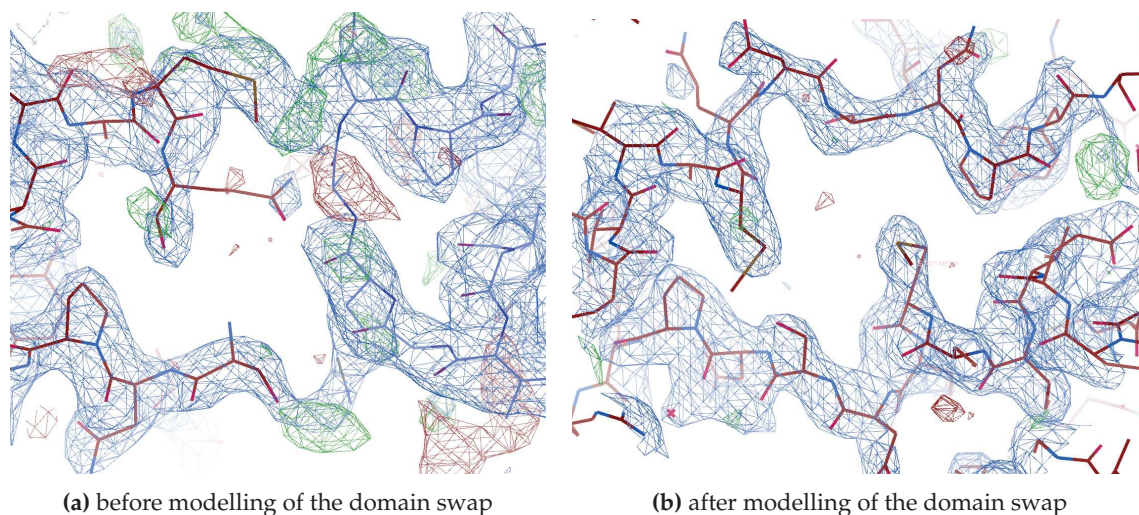 (a) before modelling of the domain swap
(b) after modelling of the domain swap